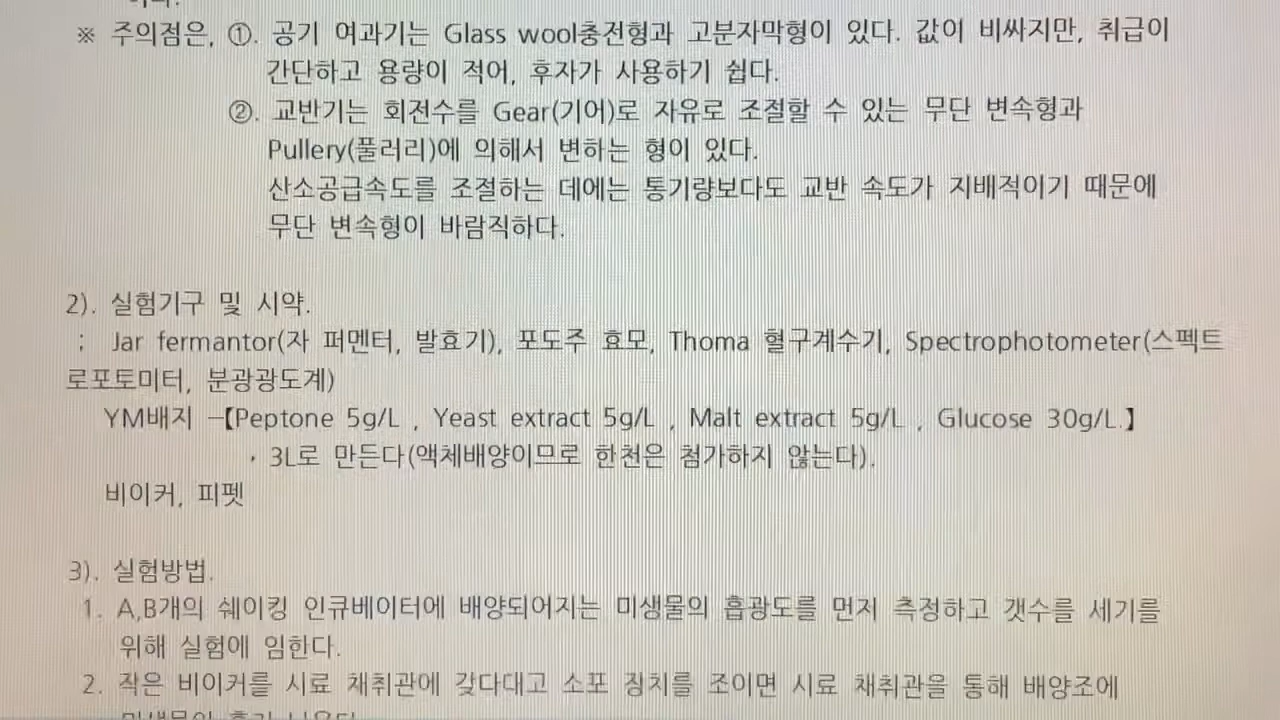 ※ 주의점은, ①. 공기 여과기는 Glass wool충전형과 고분자막형이 있다. 값이 비싸지만, 취급이
간단하고 용량이 적어, 후자가 사용하기 쉽다.
②. 교반기는 회전수를 Gear(기어)로 자유로 조절할 수 있는 무단 변속형과
Pullery(풀러리)에 의해서 변하는 형이 있다.
산소공급속도를 조절하는 데에는 통기량보다도 교반 속도가 지배적이기 때문에
무단 변속형이 바람직하다.
2). 실험기구 및 시약.
; Jar fermantor(자 퍼멘터, 발효기), 포도주 효모, Thoma 혈구계수기, Spectrophotometer(스펙트
로포토미터, 분광광도계)
YM배지 -【Peptone 5g/L , Yeast extract 5g/L , Malt extract 5g/L , Glucose 30g/L.】
· 3L로 만든다(액체배양이므로 한천은 첨가하지 않는다).
비이커, 피펫
3). 실험방법.
1. A,B개의 쉐이킹 인큐베이터에 배양되어지는 미생물의 흡광도를 먼저 측정하고 갯수를 세기를
위해 실험에 임한다.
2. 작은 비이커를 시료 채취관에 갖다대고 소포 장치를 조이면 시료 채취관을 통해 배양조에